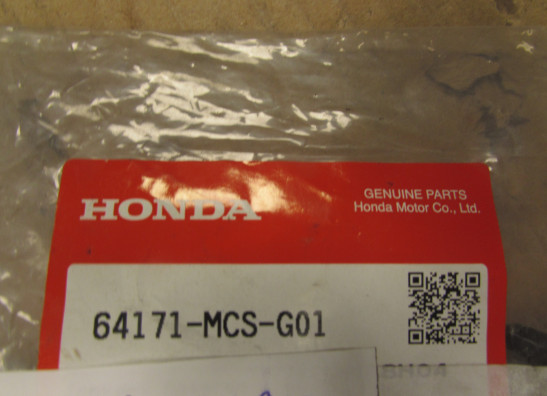 HONDA
GENUINE PARTS
Honda Motor Co., Ltd.
64171-MCS-G01